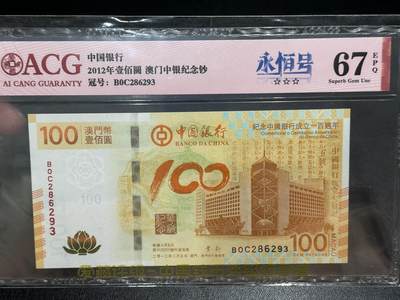 ACG
AI CANG GUARANTY
中国银行
2012年壹佰圆 澳门中银纪念钞
冠号：B0C286293
永恒号
☆☆☆
67 EPQ
Superb Gem Unc
100 澳門幣
壹佰圓
中國銀行
BANCO DA CHINA
紀念中國銀行成立一百週年
B0C286293
100
100
B0C286293
100